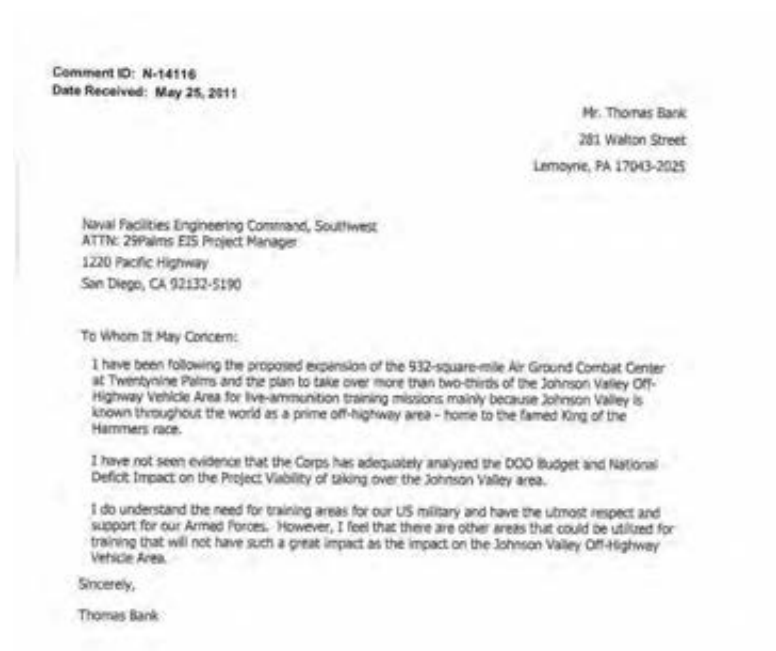 Comment ID: N-14116
Date Received: May 25, 2011
Mr. Thomas Bank
281 Walton Street
Lemoyne, PA 17043-2025
Naval Facilities Engineering Command, Southwest
ATTN: 29Palms EIS Project Manager
1220 Pacific Highway
San Diego, CA 92132-5190
To Whom It May Concern:
I have been following the proposed expansion of the 932-square-mile Air Ground Combat Center
at Twentynine Palms and the plan to take over more than two-thirds of the Johnson Valley Off-
Highway Vehicle Area for live-ammunition training missions mainly because Johnson Valley is
known throughout the world as a prime off-highway area - home to the famed King of the
Hammers race.
I have not seen evidence that the Corps has adequately analyzed the DOD Budget and National
Deficit Impact on the Project Viability of taking over the Johnson Valley area.
I do understand the need for training areas for our US military and have the utmost respect and
support for our Armed Forces. However, I feel that there are other areas that could be utilized for
training that will not have such a great impact as the impact on the Johnson Valley Off-Highway
Vehicle Area.
Sincerely,
Thomas Bank